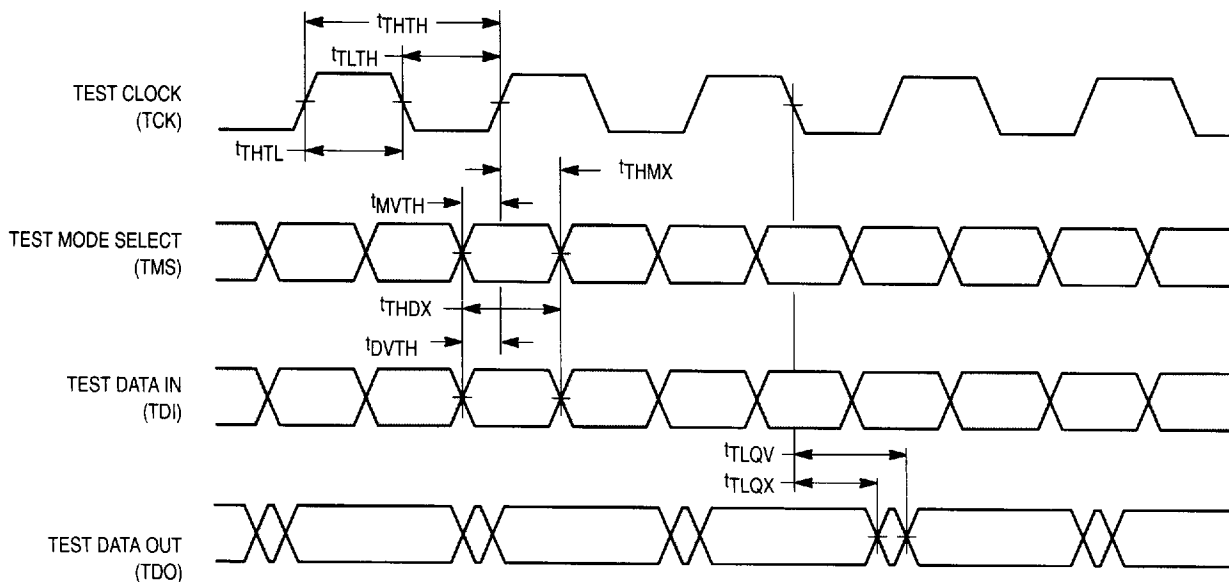 tTHTH
tTLTH
TEST CLOCK
(TCK)
tTHTL
tTHMX
tMVTH
TEST MODE SELECT
(TMS)
tTHDX
tDVTH
TEST DATA IN
(TDI)
tTLQV
tTLQX
TEST DATA OUT
(TDO)